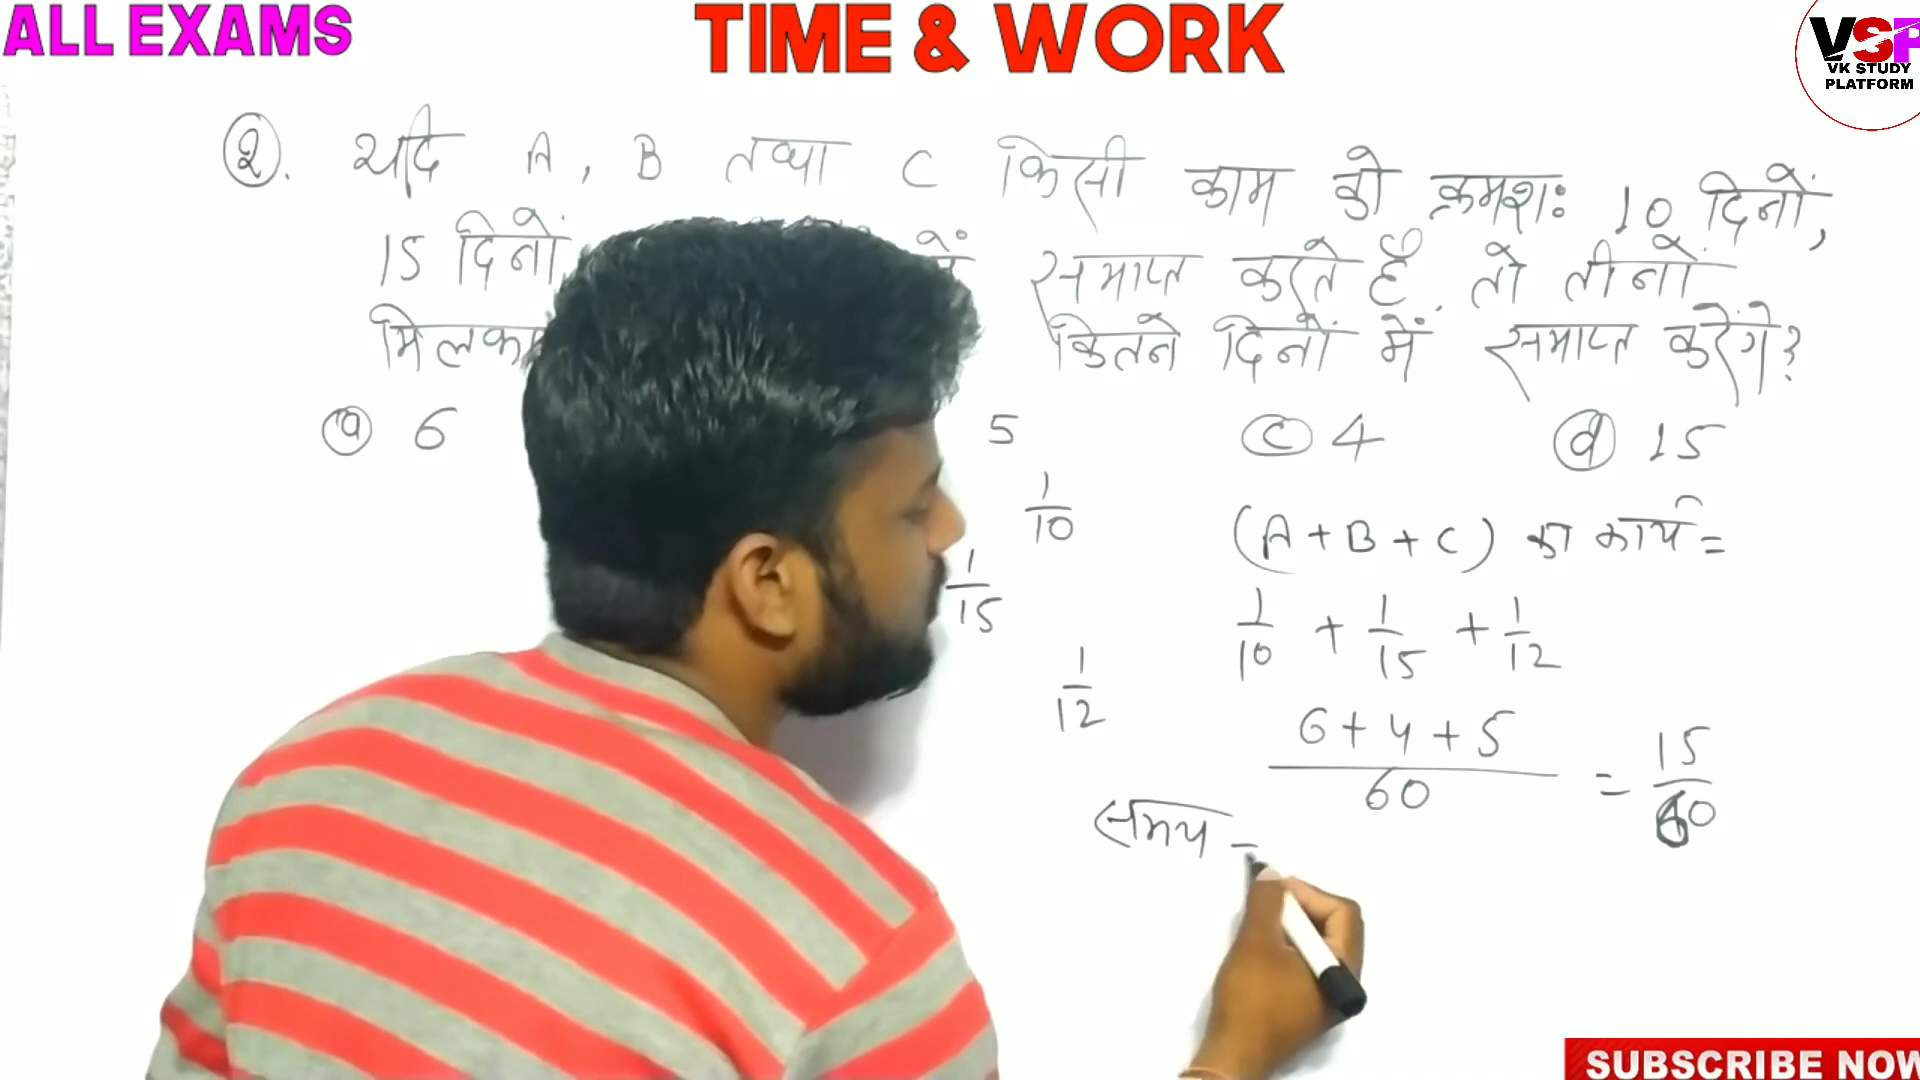 ALL EXAMS
TIME & WORK
VSP
VK STUDY
PLATFORM
2. यदि A, B तथा C किसी काम को क्रमशः 10 दिनों,
15 दिनों समाप्त करते हैं. तो तीनों
मिलकर कितने दिनों में समाप्त करेंगे?
(a) 6 5 (c) 4 (d) 15
1/10
1/15
1/12
(A + B + C) का कार्य =
1/10 + 1/15 + 1/12
6 + 4 + 5 / 60 = 15/60
समय =
SUBSCRIBE NOW